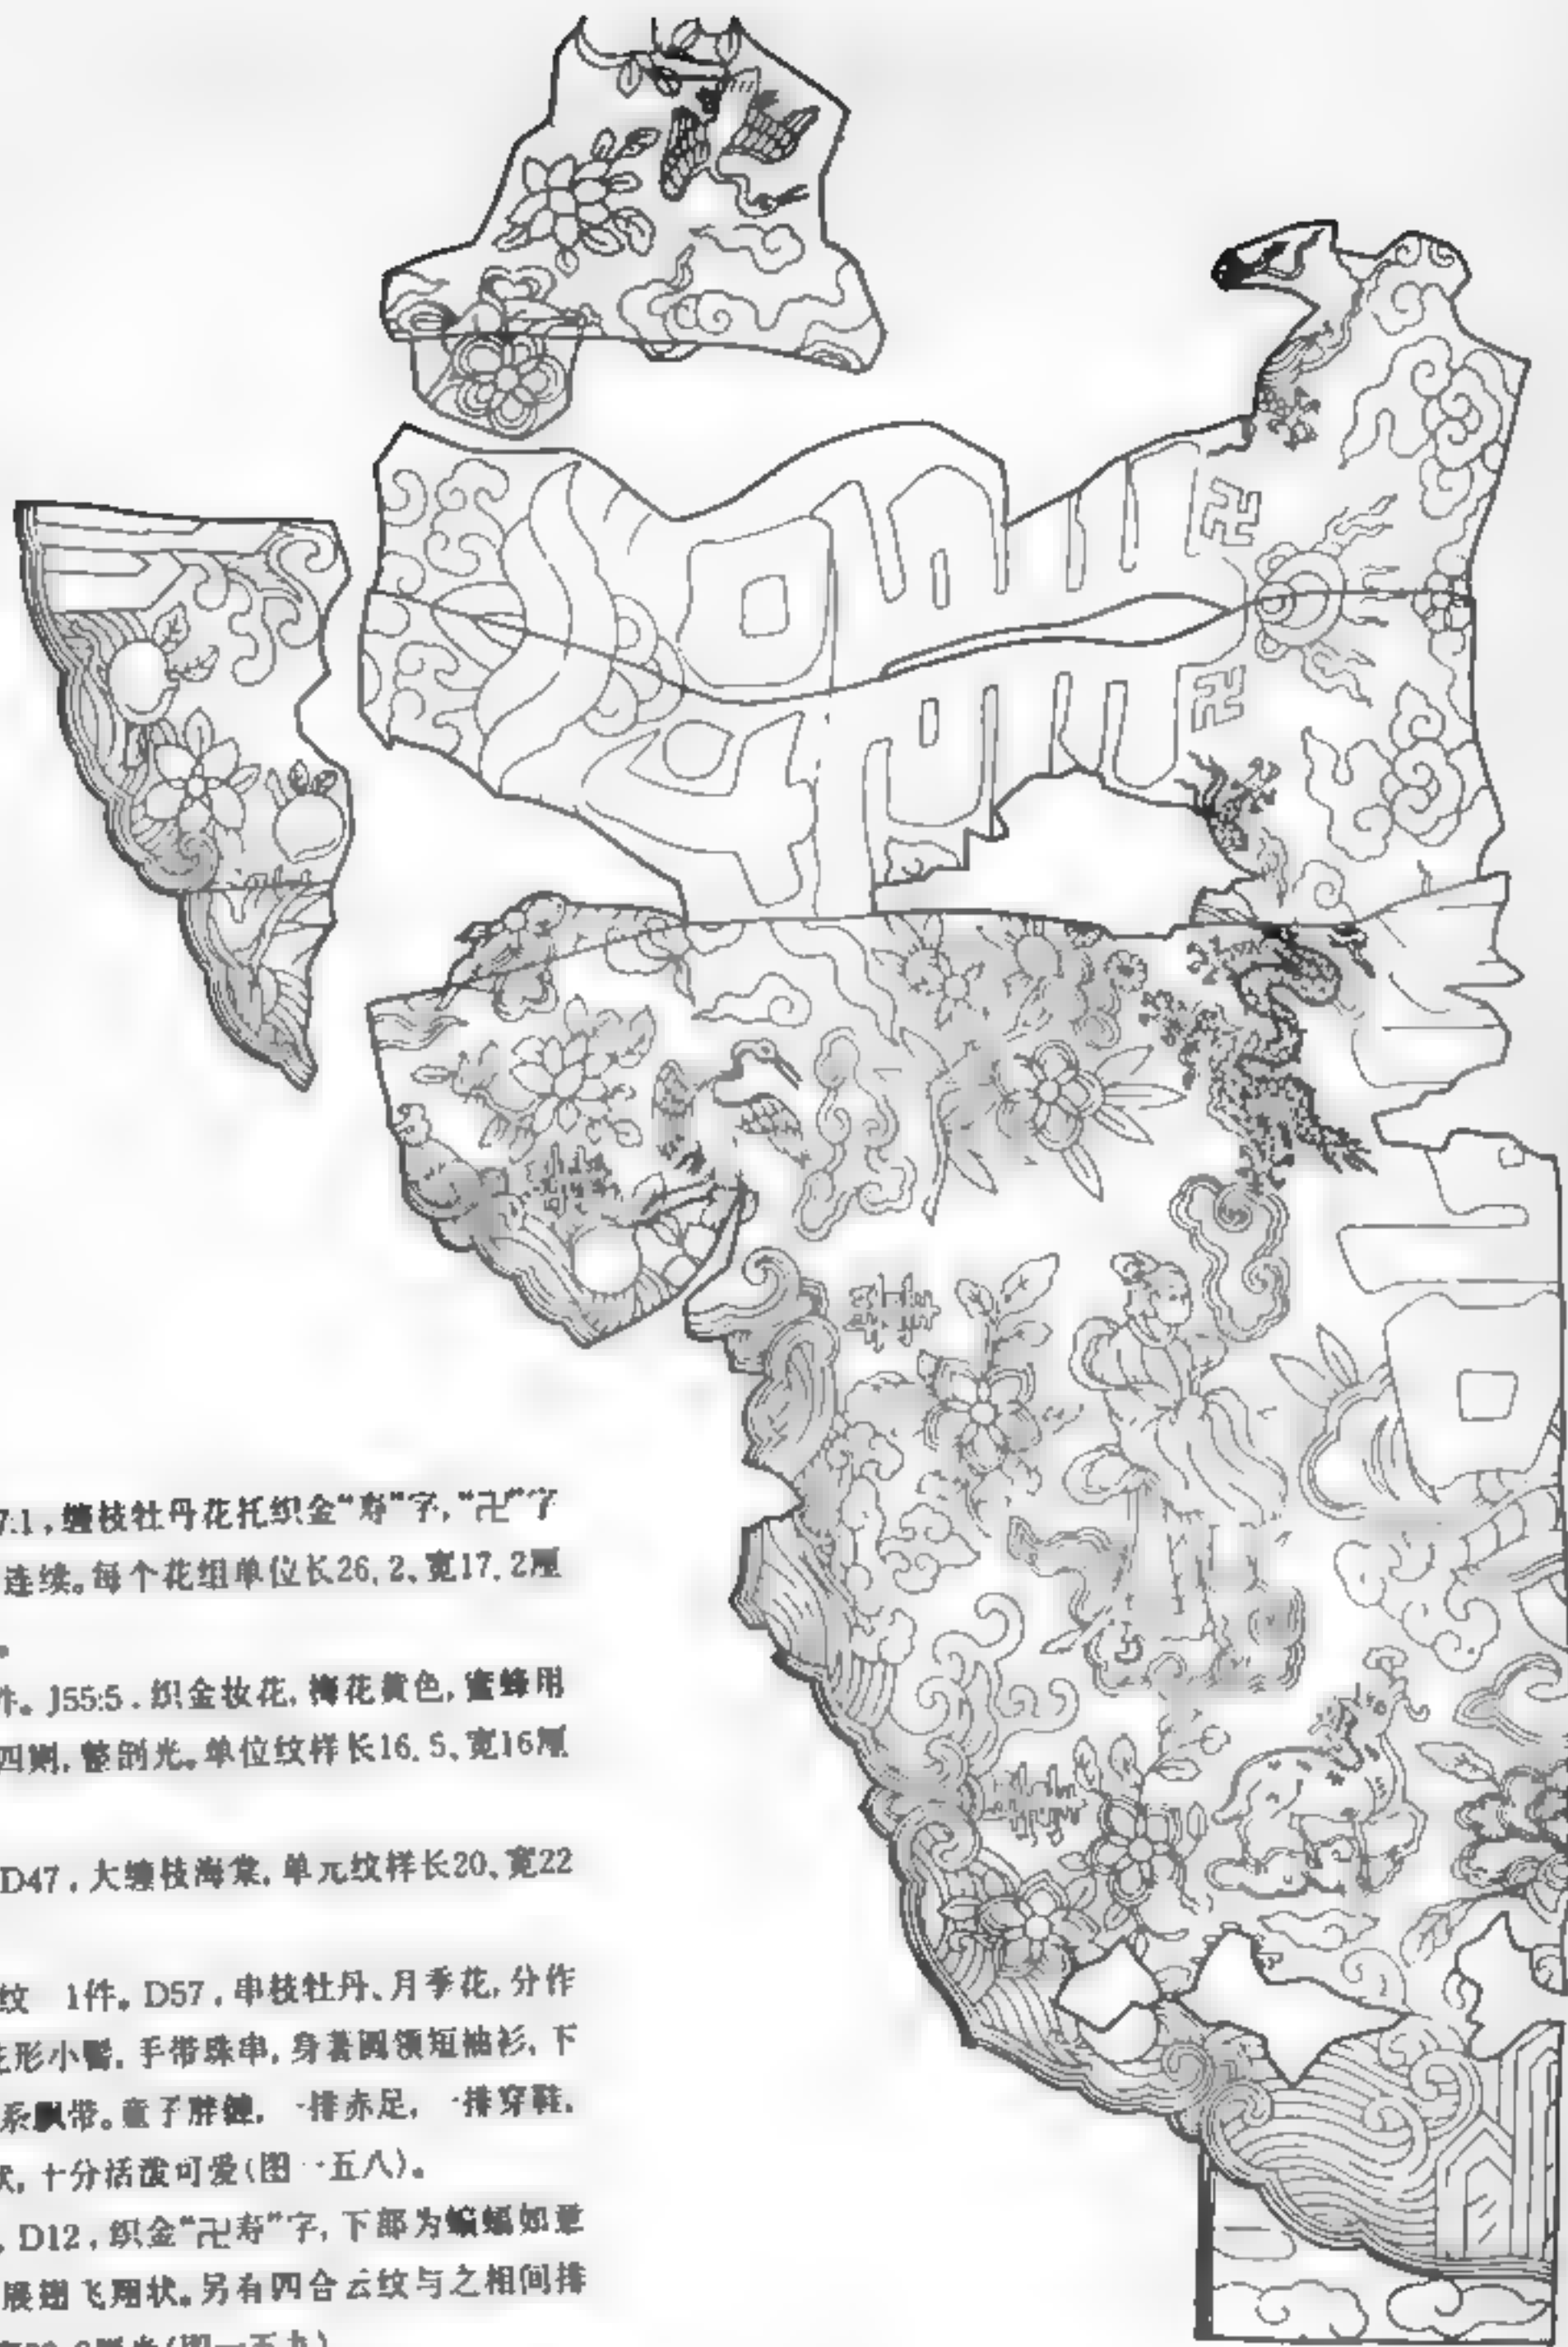 7:1，缠枝牡丹花托织金“寿”字，“卍”字
连续。每个花组单位长26.2、宽17.2厘
。
件。J55:5．织金妆花，梅花黄色，蜜蜂用
四则，整剖光。单位纹样长16.5、宽16厘
D47，大缠枝海棠，单元纹样长20、宽22
纹 1件。D57，串枝牡丹、月季花，分作
形小髻，手带珠串，身着圆领短袖衫，下
系飘带。童子胖健，一排赤足，一排穿鞋，
状，十分活泼可爱(图一五八)。
，D12，织金“卍寿”字，下部为蝙蝠如意
展翅飞翔状。另有四合云纹与之相间排